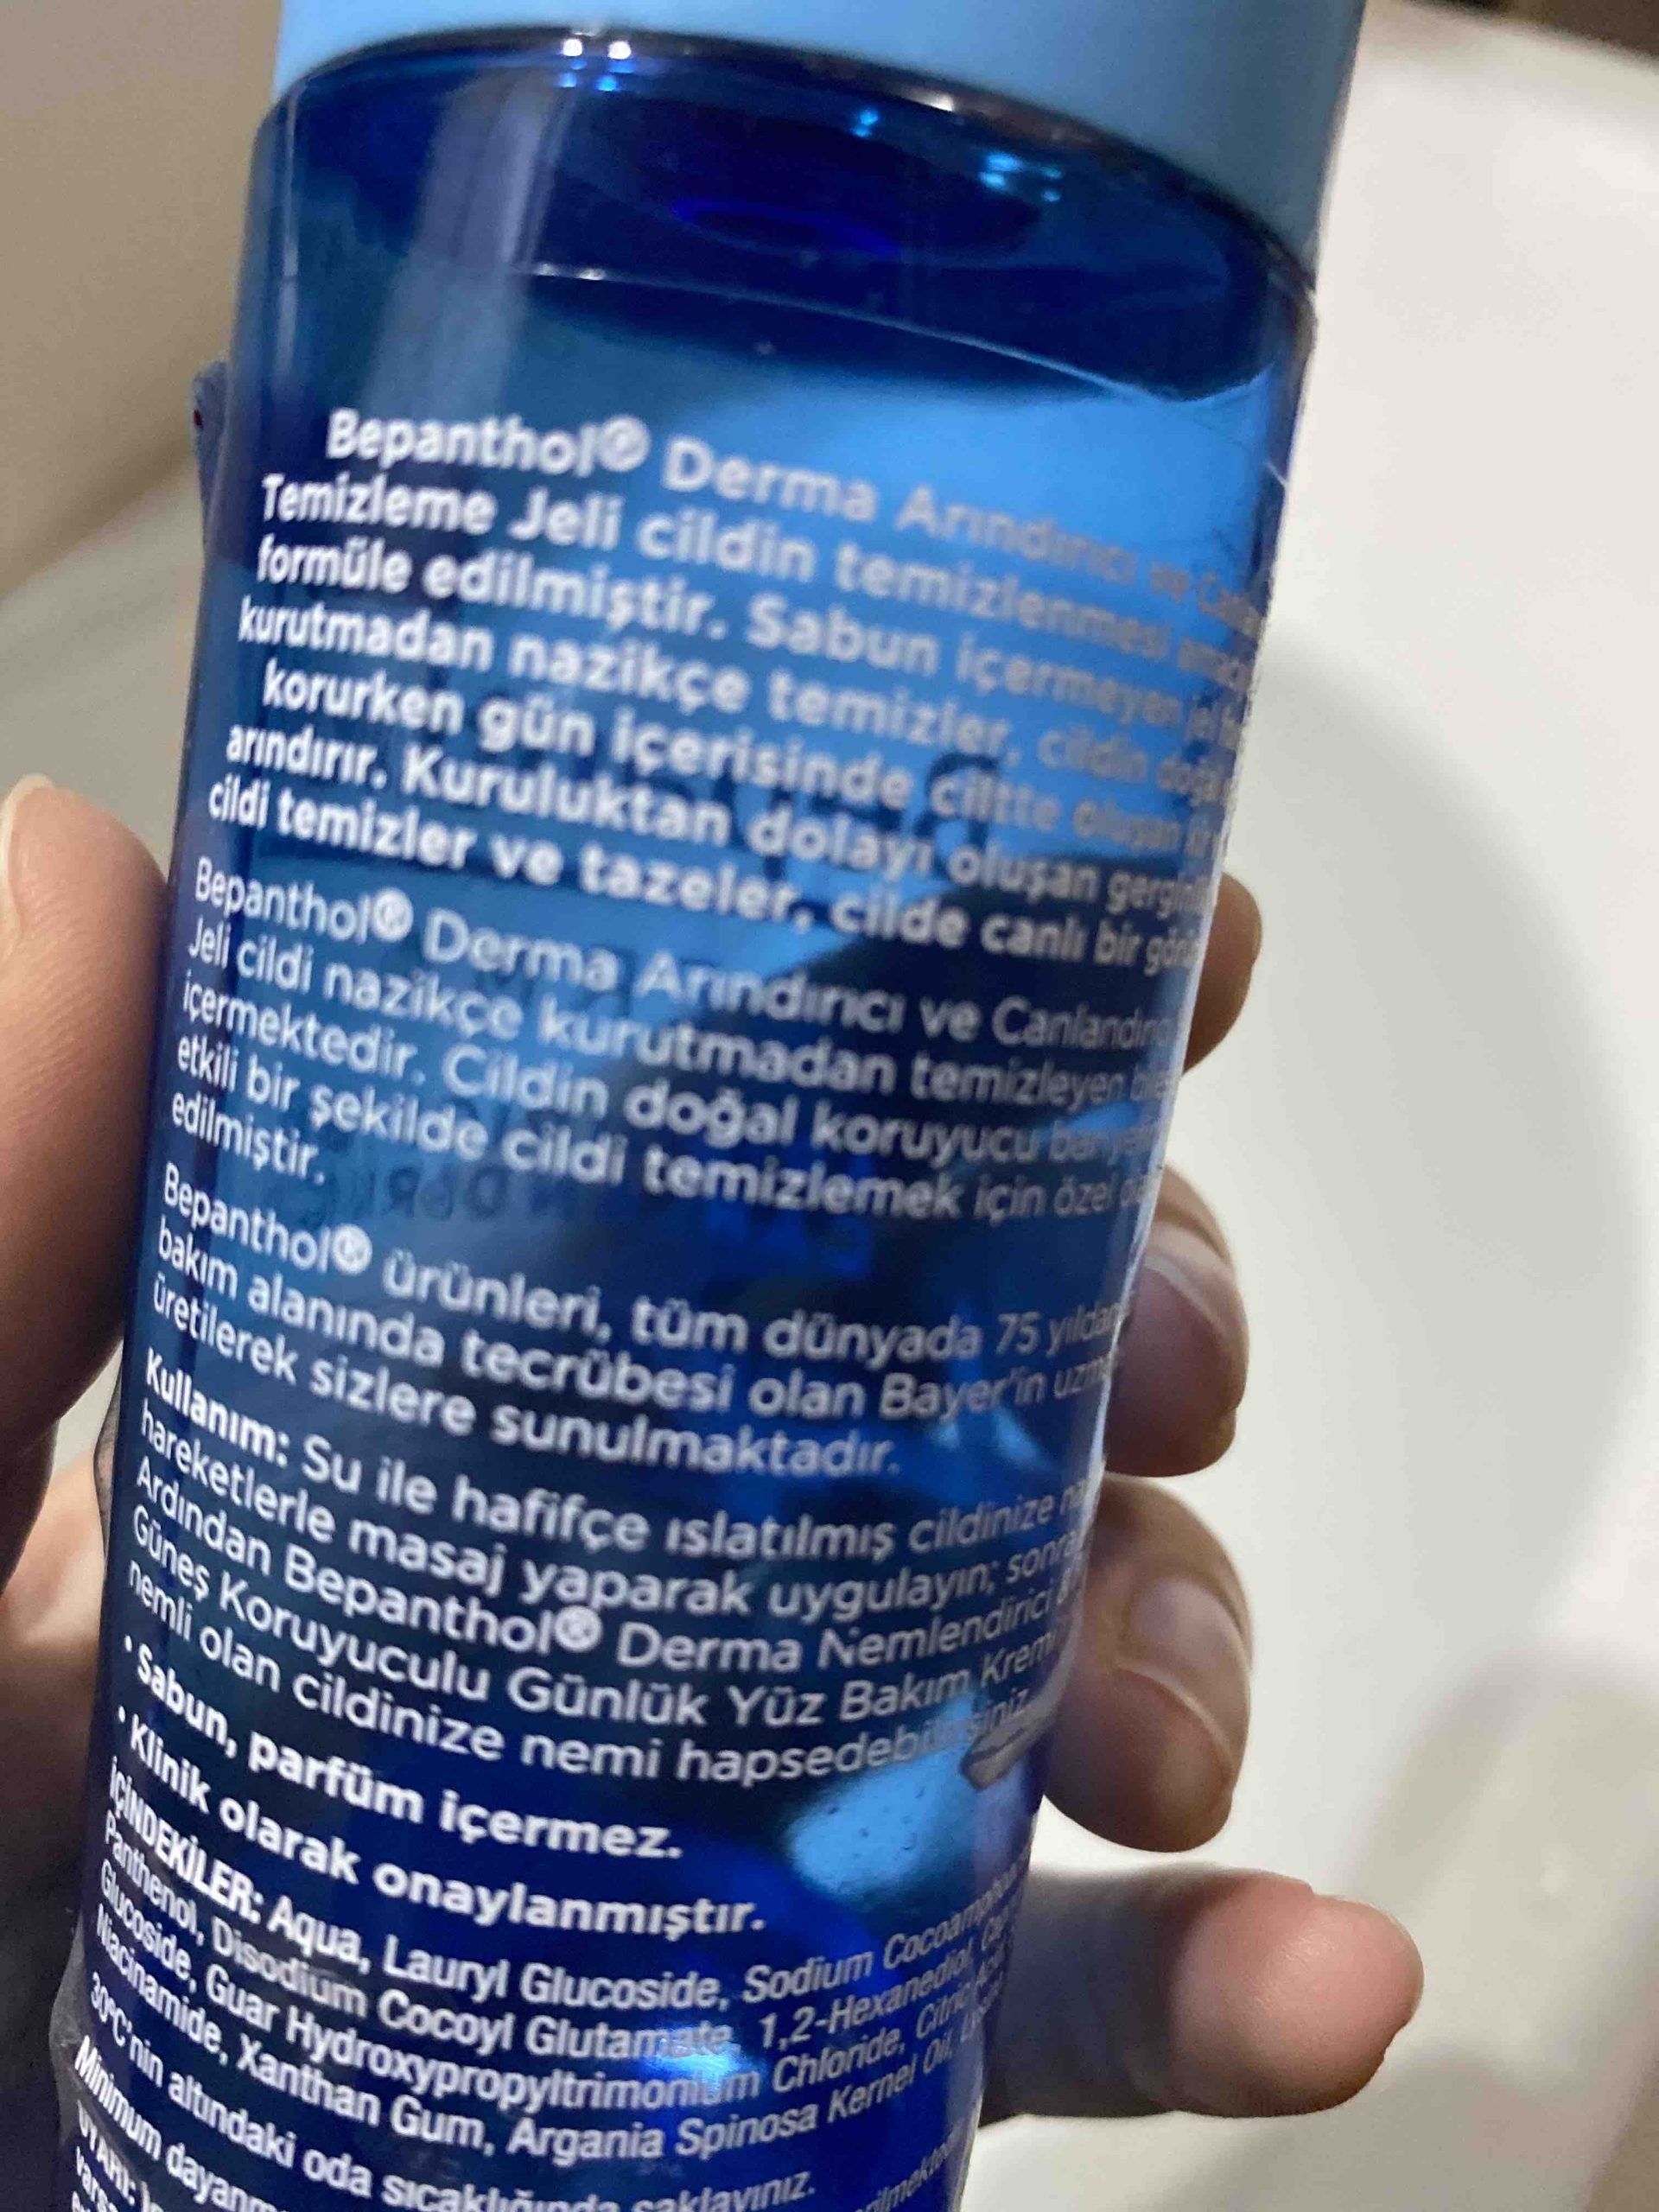 Bepanthol® Derma Arındırıcı ve
Temizleme Jeli cildin temizlenmesi
formüle edilmiştir. Sabun içermeyen
kurutmadan nazikçe temizler, cildin doğal
korurken gün içerisinde ciltte oluşan
arındırır. Kuruluktan dolayı oluşan
cildi temizler ve tazeler, cilde canlı bir
Bepanthol® Derma Arındırıcı ve
Jeli cildi nazikçe kurutmadan temizleyen
içermektedir. Cildin doğal koruyucu
etkili bir şekilde cildi temizlemek için özel
edilmiştir.
Bepanthol® ürünleri, tüm dünyada 75
bakım alanında tecrübesi olan Bayer'in
üretilerek sizlere sunulmaktadır.
Kullanım: Su ile hafifçe ıslatılmış cildinize
hareketlerle masaj yaparak uygulayın;
Ardından Bepanthol® Derma Nemlendirici
Güneş Koruyuculu Günlük Yüz Bakım
nemli olan cildinize nemi hapsedebilirsiniz.
• Sabun, parfüm içermez.
• Klinik olarak onaylanmıştır.
İÇİNDEKİLER: Aqua, Lauryl Glucoside, Sodium
Panthenol, Disodium Cocoyl Glutamate, 1,2-Hexanediol,
Glucoside, Guar Hydroxypropyltrimonium Chloride, Citric
Niacinamide, Xanthan Gum, Argania Spinosa Kernel Oil,
30°C'nin altındaki oda sıcaklığında saklayınız.
Minimum
UYARI: